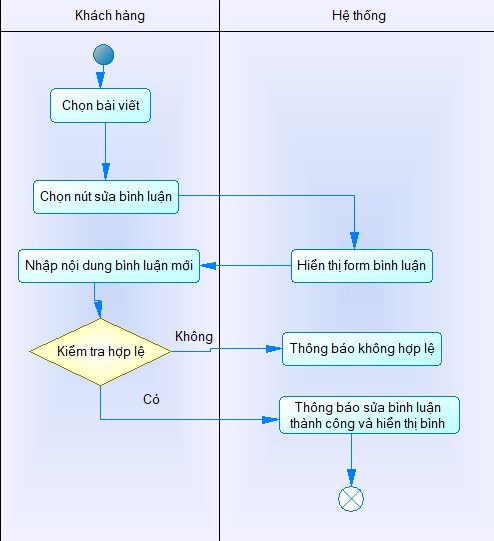 Khách hàng
Hệ thống
Chọn bài viết
Chọn nút sửa bình luận
Nhập nội dung bình luận mới
Hiển thị form bình luận
Kiểm tra hợp lệ
Không
Thông báo không hợp lệ
Có
Thông báo sửa bình luận
thành công và hiển thị bình